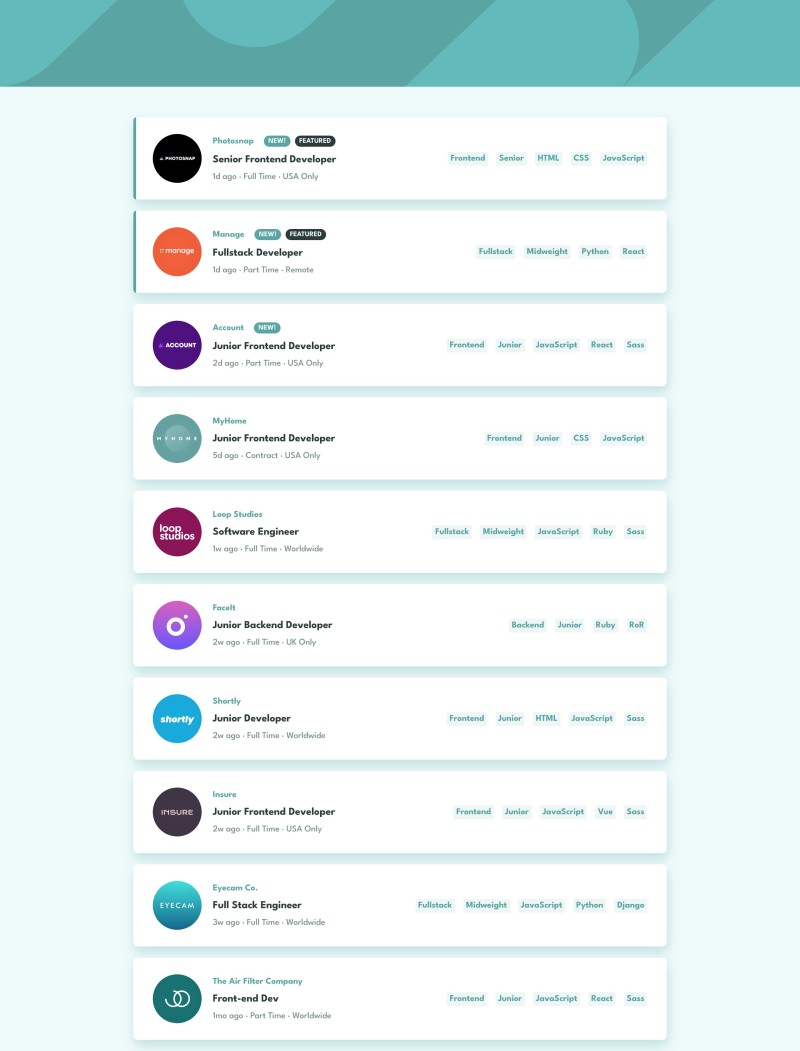 PHOTOSNAP
Photosnap NEW! FEATURED
Senior Frontend Developer
1d ago · Full Time · USA Only
Frontend Senior HTML CSS JavaScript
manage
Manage NEW! FEATURED
Fullstack Developer
1d ago · Part Time · Remote
Fullstack Midweight Python React
ACCOUNT
Account NEW!
Junior Frontend Developer
2d ago · Part Time · USA Only
Frontend Junior JavaScript React Sass
MYHOME
MyHome
Junior Frontend Developer
5d ago · Contract · USA Only
Frontend Junior CSS JavaScript
loop
studios
Loop Studios
Software Engineer
1w ago · Full Time · Worldwide
Fullstack Midweight JavaScript Ruby Sass
FaceIt
Junior Backend Developer
2w ago · Full Time · UK Only
Backend Junior Ruby RoR
shortly
Shortly
Junior Developer
2w ago · Full Time · Worldwide
Frontend Junior HTML JavaScript Sass
INSURE
Insure
Junior Frontend Developer
2w ago · Full Time · USA Only
Frontend Junior JavaScript Vue Sass
EYECAM
Eyecam Co.
Full Stack Engineer
3w ago · Full Time · Worldwide
Fullstack Midweight JavaScript Python Django
The Air Filter Company
Front-end Dev
1mo ago · Part Time · Worldwide
Frontend Junior JavaScript React Sass